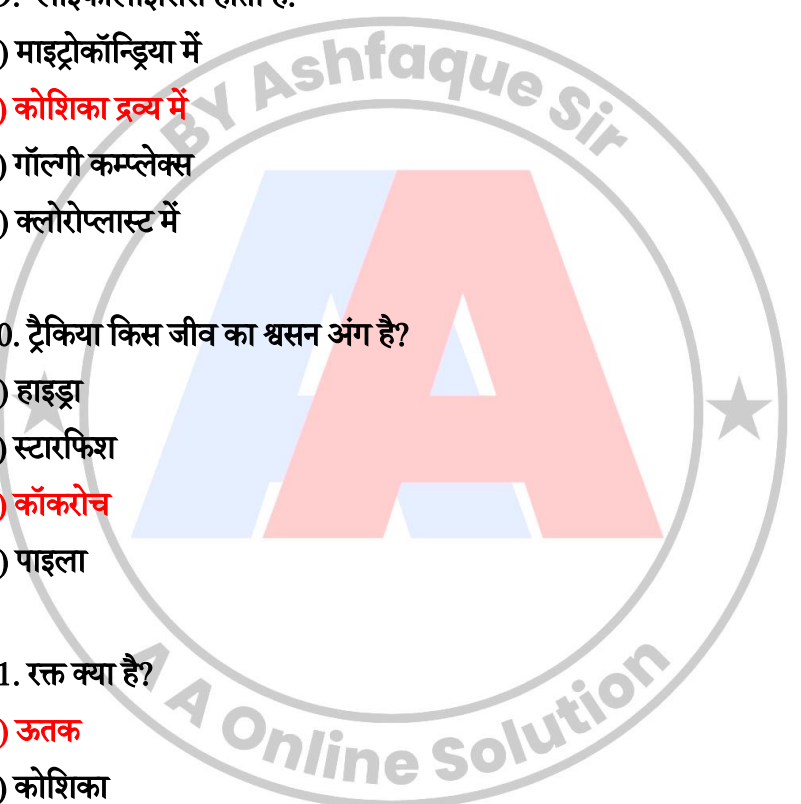 ) माइट्रोकॉन्ड्रिया में
) कोशिका द्रव्य में
) गॉल्गी कम्प्लेक्स
) क्लोरोप्लास्ट में
0. ट्रैकिया किस जीव का श्वसन अंग है?
) हाइड्रा
) स्टारफिश
) कॉकरोच
) पाइला
1. रक्त क्या है?
) ऊतक
) कोशिका
BY Ashfaque Sir
A A Online Solution